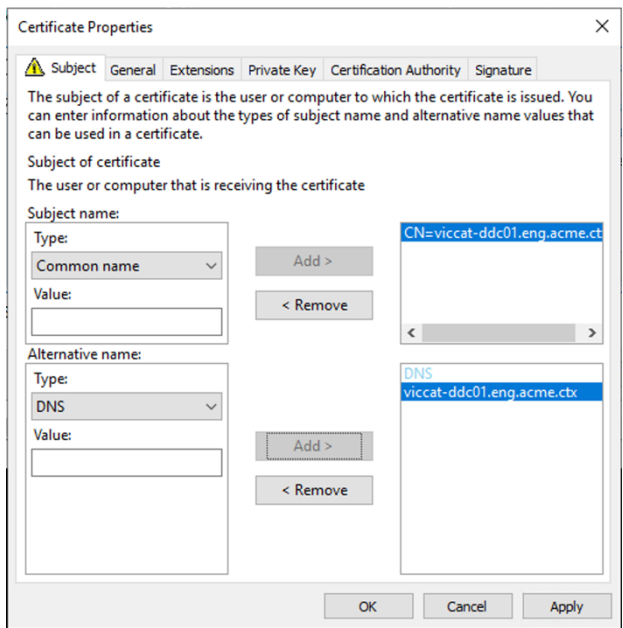 Certificate Properties
Subject General Extensions Private Key Certification Authority Signature
The subject of a certificate is the user or computer to which the certificate is issued. You
can enter information about the types of subject name and alternative name values that
can be used in a certificate.
Subject of certificate
The user or computer that is receiving the certificate
Subject name:
Type:
Common name
Value:
Add >
< Remove
CN=viccat-ddc01.eng.acme.ct
Alternative name:
Type:
DNS
Value:
Add >
< Remove
DNS
viccat-ddc01.eng.acme.ctx
OK Cancel Apply